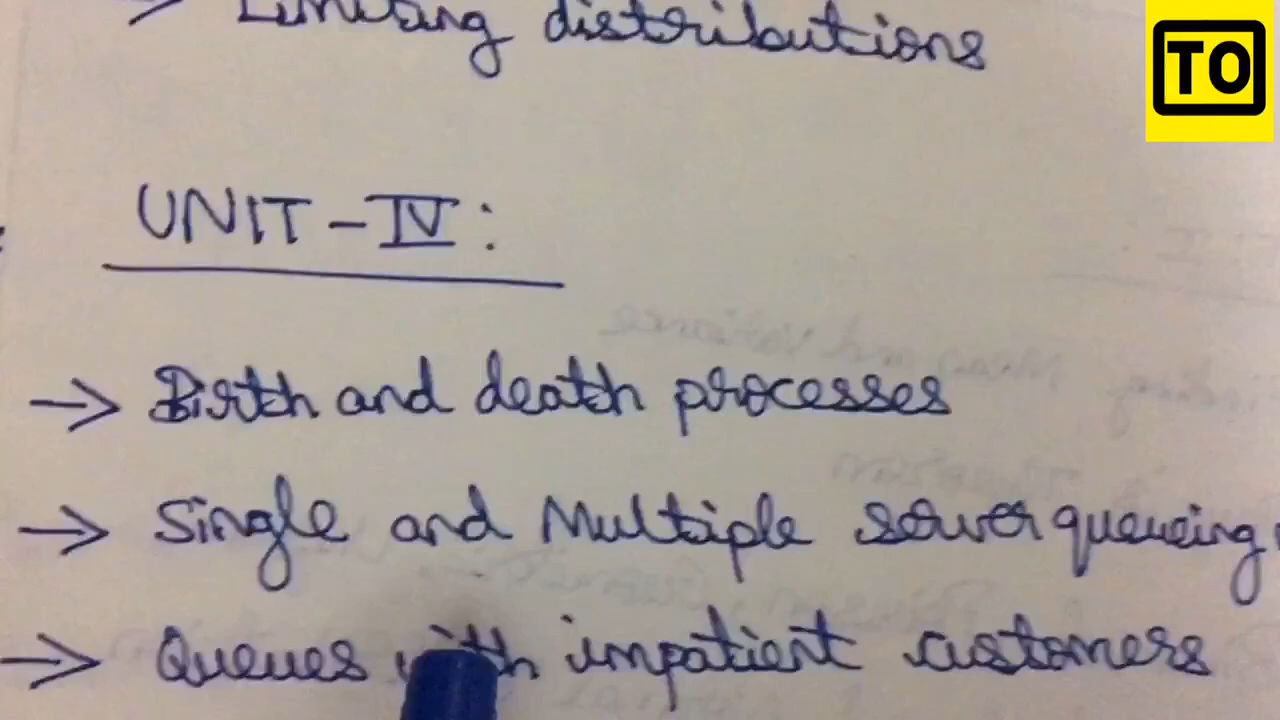 → Limiting distributions
TO
UNIT-IV:
→ Birth and death processes
→ Single and Multiple server queueing
→ Queues with impatient customers